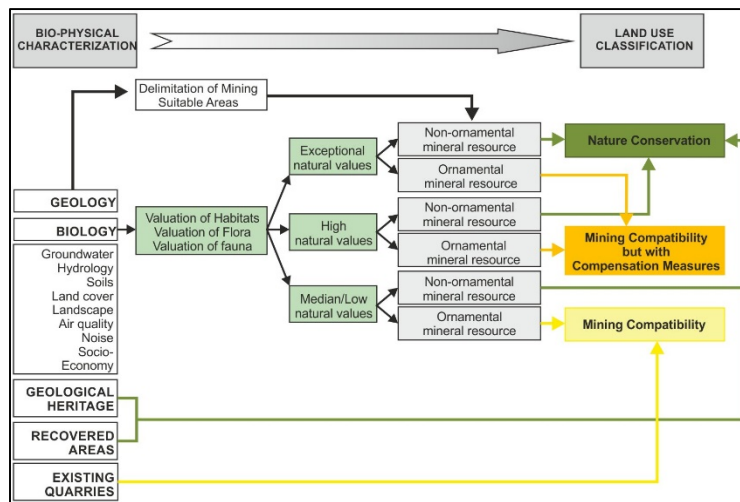 BIO-PHYSICAL
CHARACTERIZATION
LAND USE
CLASSIFICATION
Delimitation of Mining
Suitable Areas
Non-ornamental
mineral resource
Nature Conservation
Exceptional
natural values
Ornamental
mineral resource
GEOLOGY
BIOLOGY
Valuation of Habitats
Valuation of Flora
Valuation of fauna
High
natural values
Non-ornamental
mineral resource
Ornamental
mineral resource
Mining Compatibility
but with
Compensation Measures
Groundwater
Hydrology
Soils
Land cover
Landscape
Air quality
Noise
Socio-
Economy
Median/Low
natural values
Non-ornamental
mineral resource
Ornamental
mineral resource
Mining Compatibility
GEOLOGICAL
HERITAGE
RECOVERED
AREAS
EXISTING
QUARRIES